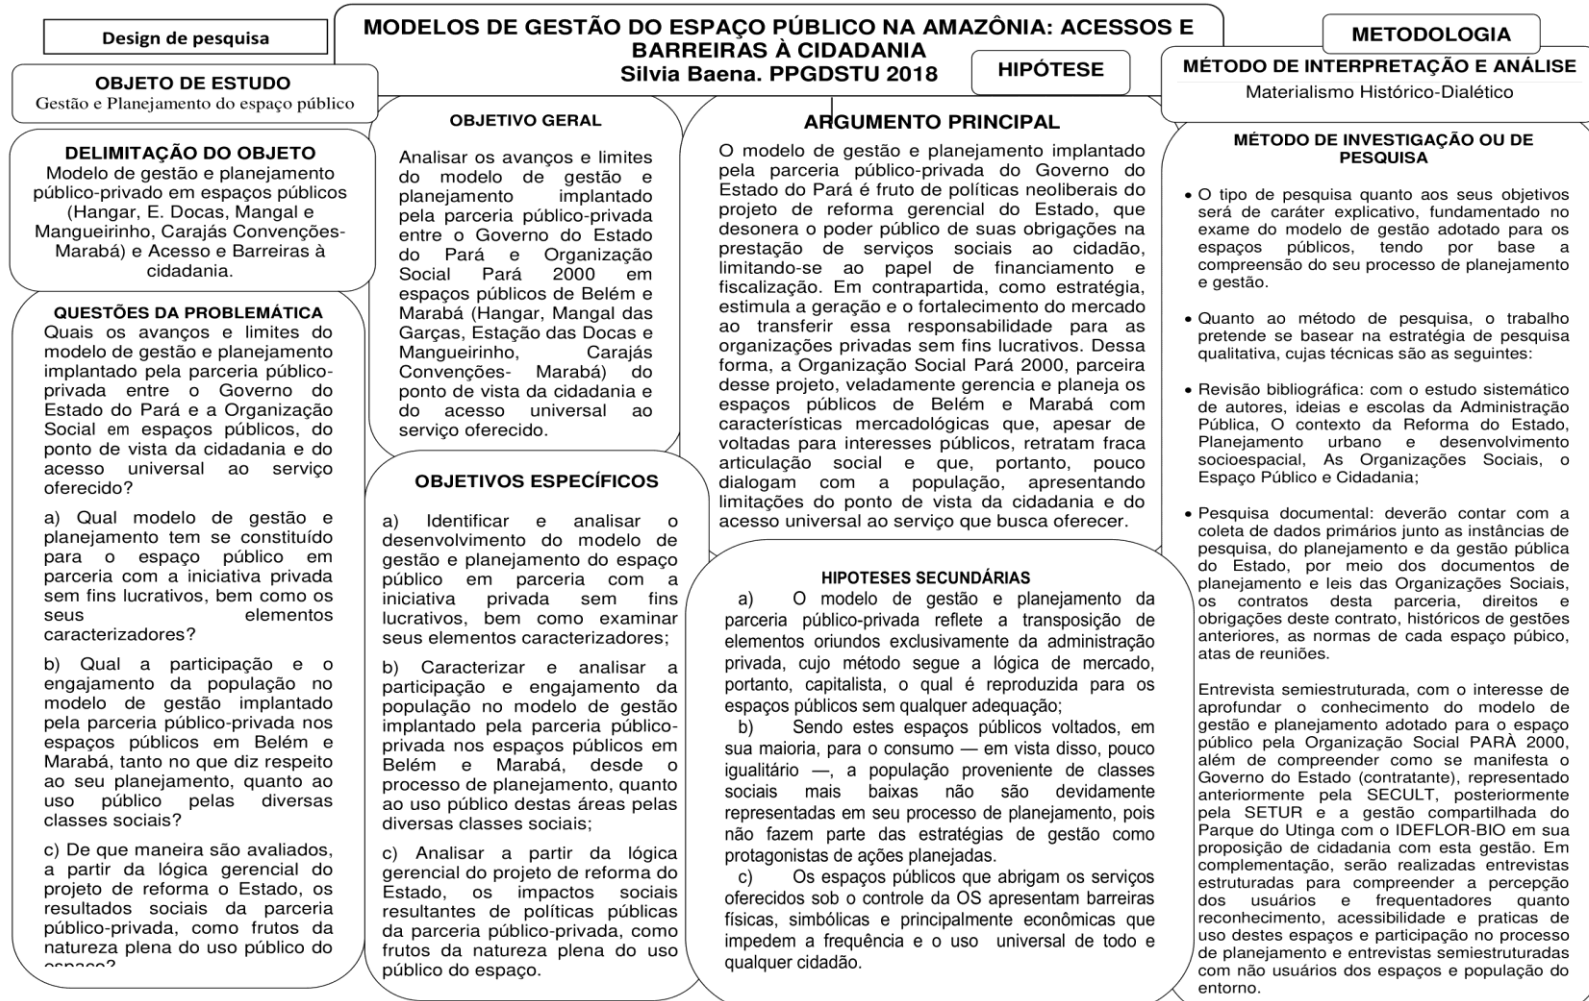 Design de pesquisa
MODELOS DE GESTÃO DO ESPAÇO PÚBLICO NA AMAZÔNIA: ACESSOS E
BARREIRAS À CIDADANIA
Silvia Baena. PPGDSTU 2018
HIPÓTESE
METODOLOGIA
OBJETO DE ESTUDO
Gestão e Planejamento do espaço público
DELIMITAÇÃO DO OBJETO
Modelo de gestão e planejamento
público-privado em espaços públicos
(Hangar, E. Docas, Mangal e
Mangueirinho, Carajás Convenções-
Marabá) e Acesso e Barreiras à
cidadania.
QUESTÕES DA PROBLEMÁTICA
Quais os avanços e limites do
modelo de gestão e planejamento
implantado pela parceria público-
privada entre o Governo do
Estado do Pará e a Organização
Social em espaços públicos, do
ponto de vista da cidadania e do
acesso universal ao serviço
oferecido?
a) Qual modelo de gestão e
planejamento tem se constituído
para o espaço público em
parceria com a iniciativa privada
sem fins lucrativos, bem como os
seus elementos
caracterizadores?
b) Qual a participação e o
engajamento da população no
modelo de gestão implantado
pela parceria público-privada nos
espaços públicos em Belém e
Marabá, tanto no que diz respeito
ao seu planejamento, quanto ao
uso público pelas diversas
classes sociais?
c) De que maneira são avaliados,
a partir da lógica gerencial do
projeto de reforma o Estado, os
resultados sociais da parceria
público-privada, como frutos da
natureza plena do uso público do
espaço?
OBJETIVO GERAL
Analisar os avanços e limites
do modelo de gestão e
planejamento implantado
pela parceria público-privada
entre o Governo do Estado
do Pará e Organização
Social Pará 2000 em
espaços públicos de Belém e
Marabá (Hangar, Mangal das
Garças, Estação das Docas e
Mangueirinho, Carajás
Convenções- Marabá) do
ponto de vista da cidadania e
do acesso universal ao
serviço oferecido.
OBJETIVOS ESPECÍFICOS
a) Identificar e analisar o
desenvolvimento do modelo de
gestão e planejamento do espaço
público em parceria com a
iniciativa privada sem fins
lucrativos, bem como examinar
seus elementos caracterizadores;
b) Caracterizar e analisar a
participação e engajamento da
população no modelo de gestão
implantado pela parceria público-
privada nos espaços públicos em
Belém e Marabá, desde o
processo de planejamento, quanto
ao uso público destas áreas pelas
diversas classes sociais;
c) Analisar a partir da lógica
gerencial do projeto de reforma do
Estado, os impactos sociais
resultantes de políticas públicas
da parceria público-privada, como
frutos da natureza plena do uso
público do espaço.
ARGUMENTO PRINCIPAL
O modelo de gestão e planejamento implantado
pela parceria público-privada do Governo do
Estado do Pará é fruto de políticas neoliberais do
projeto de reforma gerencial do Estado, que
desonera o poder público de suas obrigações na
prestação de serviços sociais ao cidadão,
limitando-se ao papel de financiamento e
fiscalização. Em contrapartida, como estratégia,
estimula a geração e o fortalecimento do mercado
ao transferir essa responsabilidade para as
organizações privadas sem fins lucrativos. Dessa
forma, a Organização Social Pará 2000, parceira
desse projeto, veladamente gerencia e planeja os
espaços públicos de Belém e Marabá com
características mercadológicas que, apesar de
voltadas para interesses públicos, retratam fraca
articulação social e que, portanto, pouco
dialogam com a população, apresentando
limitações do ponto de vista da cidadania e do
acesso universal ao serviço que busca oferecer.
HIPOTESES SECUNDÁRIAS
a) O modelo de gestão e planejamento da
parceria público-privada reflete a transposição de
elementos oriundos exclusivamente da administração
privada, cujo método segue a lógica de mercado,
portanto, capitalista, o qual é reproduzida para os
espaços públicos sem qualquer adequação;
b) Sendo estes espaços públicos voltados, em
sua maioria, para o consumo — em vista disso, pouco
igualitário —, a população proveniente de classes
sociais mais baixas não são devidamente
representadas em seu processo de planejamento, pois
não fazem parte das estratégias de gestão como
protagonistas de ações planejadas.
c) Os espaços públicos que abrigam os serviços
oferecidos sob o controle da OS apresentam barreiras
físicas, simbólicas e principalmente econômicas que
impedem a frequência e o uso universal de todo e
qualquer cidadão.
MÉTODO DE INTERPRETAÇÃO E ANÁLISE
Materialismo Histórico-Dialético
MÉTODO DE INVESTIGAÇÃO OU DE
PESQUISA
• O tipo de pesquisa quanto aos seus objetivos
será de caráter explicativo, fundamentado no
exame do modelo de gestão adotado para os
espaços públicos, tendo por base a
compreensão do seu processo de planejamento
e gestão.
• Quanto ao método de pesquisa, o trabalho
pretende se basear na estratégia de pesquisa
qualitativa, cujas técnicas são as seguintes:
• Revisão bibliográfica: com o estudo sistemático
de autores, ideias e escolas da Administração
Pública, O contexto da Reforma do Estado,
Planejamento urbano e desenvolvimento
socioespacial, As Organizações Sociais, o
Espaço Público e Cidadania;
• Pesquisa documental: deverão contar com a
coleta de dados primários junto as instâncias de
pesquisa, do planejamento e da gestão pública
do Estado, por meio dos documentos de
planejamento e leis das Organizações Sociais,
os contratos desta parceria, direitos e
obrigações deste contrato, históricos de gestões
anteriores, as normas de cada espaço púbico,
atas de reuniões.
Entrevista semiestruturada, com o interesse de
aprofundar o conhecimento do modelo de
gestão e planejamento adotado para o espaço
público pela Organização Social PARÀ 2000,
além de compreender como se manifesta o
Governo do Estado (contratante), representado
anteriormente pela SECULT, posteriormente
pela SETUR e a gestão compartilhada do
Parque do Utinga com o IDEFLOR-BIO em sua
proposição de cidadania com esta gestão. Em
complementação, serão realizadas entrevistas
estruturadas para compreender a percepção
dos usuários e frequentadores quanto
reconhecimento, acessibilidade e praticas de
uso destes espaços e participação no processo
de planejamento e entrevistas semiestruturadas
com não usuários dos espaços e população do
entorno.